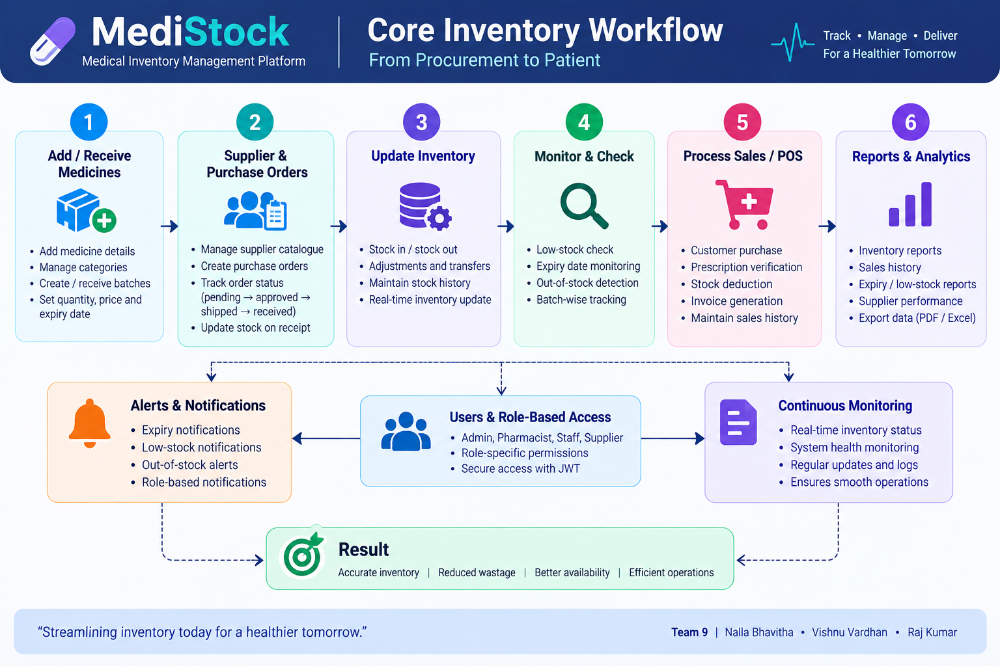 MediStock
Medical Inventory Management Platform
Core Inventory Workflow
From Procurement to Patient
Track • Manage • Deliver
For a Healthier Tomorrow
1
Add / Receive
Medicines
• Add medicine details
• Manage categories
• Create / receive batches
• Set quantity, price and
expiry date
2
Supplier &
Purchase Orders
• Manage supplier catalogue
• Create purchase orders
• Track order status
(pending → approved →
shipped → received)
• Update stock on receipt
3
Update Inventory
• Stock in / stock out
• Adjustments and transfers
• Maintain stock history
• Real-time inventory update
4
Monitor & Check
• Low-stock check
• Expiry date monitoring
• Out-of-stock detection
• Batch-wise tracking
5
Process Sales / POS
• Customer purchase
• Prescription verification
• Stock deduction
• Invoice generation
• Maintain sales history
6
Reports & Analytics
• Inventory reports
• Sales history
• Expiry / low-stock reports
• Supplier performance
• Export data (PDF / Excel)
Alerts & Notifications
• Expiry notifications
• Low-stock notifications
• Out-of-stock alerts
• Role-based notifications
Users & Role-Based Access
• Admin, Pharmacist, Staff, Supplier
• Role-specific permissions
• Secure access with JWT
Continuous Monitoring
• Real-time inventory status
• System health monitoring
• Regular updates and logs
• Ensures smooth operations
Result
Accurate inventory | Reduced wastage | Better availability | Efficient operations
“Streamlining inventory today for a healthier tomorrow.”
Team 9 | Nalla Bhavitha • Vishnu Vardhan • Raj Kumar